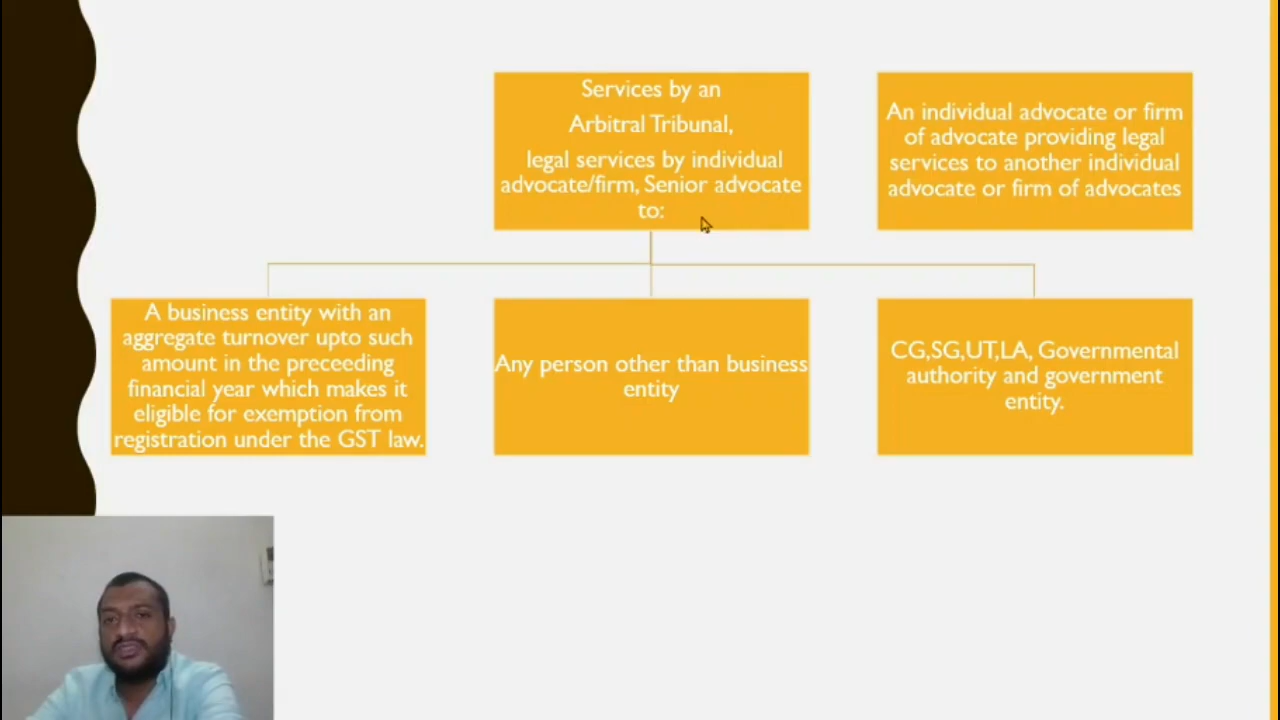 Services by an
Arbitral Tribunal,
legal services by individual
advocate/firm, Senior advocate
to:
An individual advocate or firm
of advocate providing legal
services to another individual
advocate or firm of advocates
A business entity with an
aggregate turnover upto such
amount in the preceeding
financial year which makes it
eligible for exemption from
registration under the GST law.
Any person other than business
entity
CG,SG,UT,LA, Governmental
authority and government
entity.